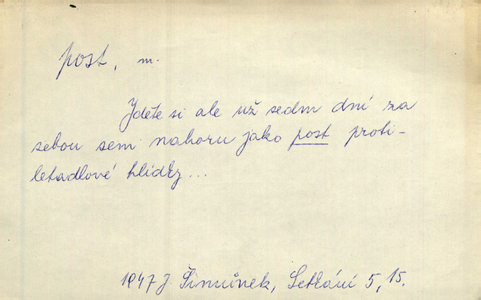 post, m.
Jdete si ale už sedm dní za
sebou sem nahoru jako post proti-
letadlové hlídky...
1947 J. Šimůnek, Setkání 5, 15.